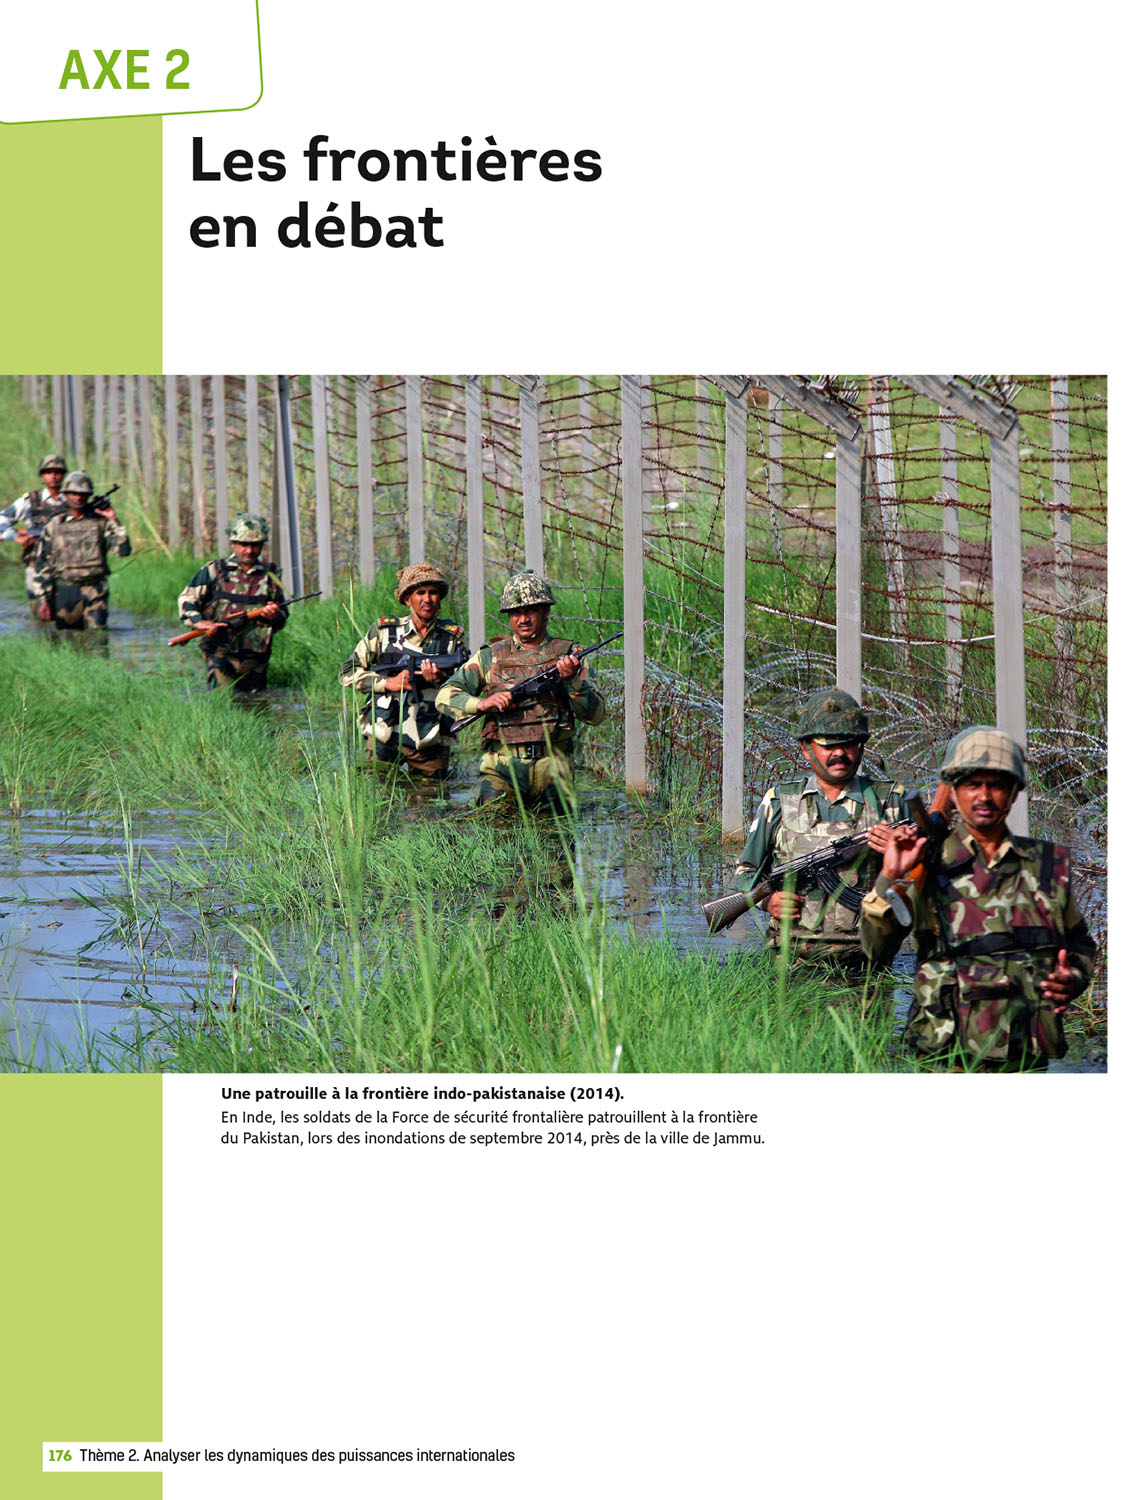 AXE 2
Les frontières
en débat
Une patrouille à la frontière indo-pakistanaise (2014).
En Inde, les soldats de la Force de sécurité frontalière patrouillent à la frontière
du Pakistan, lors des inondations de septembre 2014, près de la ville de Jammu.
176 Thème 2. Analyser les dynamiques des puissances internationales